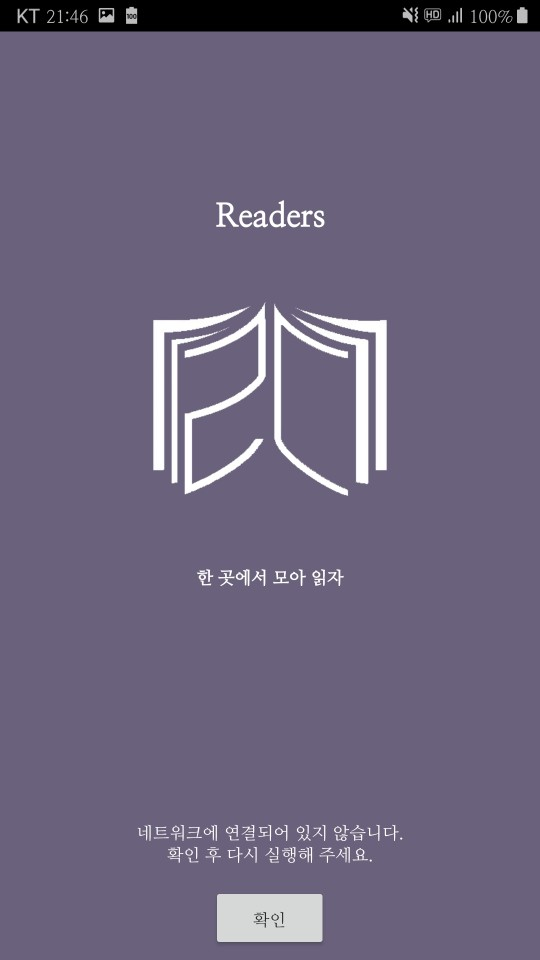 KT 21:46 100 HD 100%
Readers
한 곳에서 모아 읽자
네트워크에 연결되어 있지 않습니다.
확인 후 다시 실행해 주세요.
확인